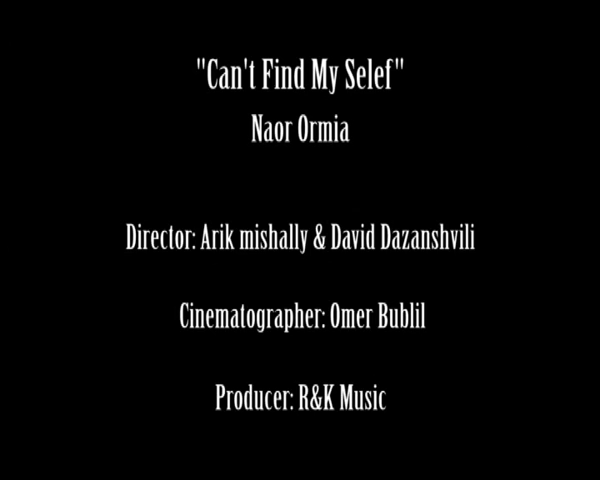 "Can't Find My Selef"
Naor Ormia
Director: Arik mishally & David Dazanshvili
Cinematographer: Omer Bublil
Producer: R&K Music